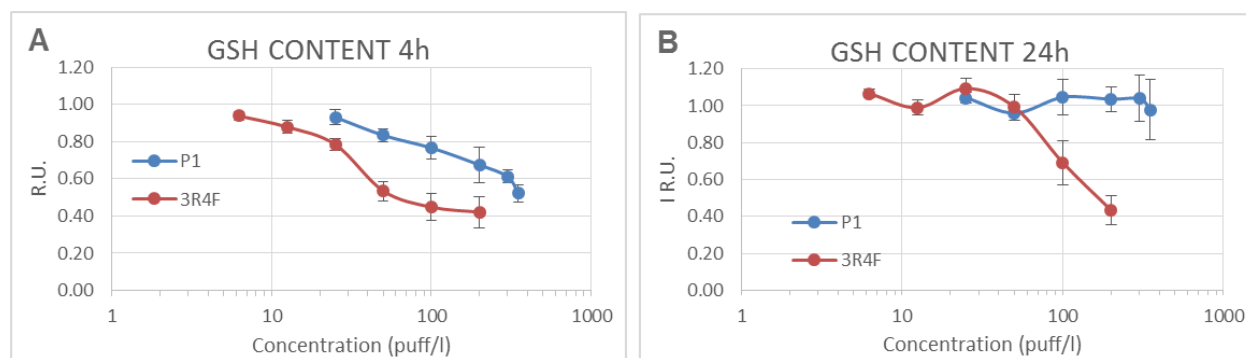 A
GSH CONTENT 4h
1.20
1.00
0.80
0.60
0.40
0.20
0.00
R.U.
P1
3R4F
1
10
100
1000
Concentration (puff/l)
B
GSH CONTENT 24h
1.20
1.00
0.80
0.60
0.40
0.20
0.00
I R.U.
P1
3R4F
1
10
100
1000
Concentration (puff/l)